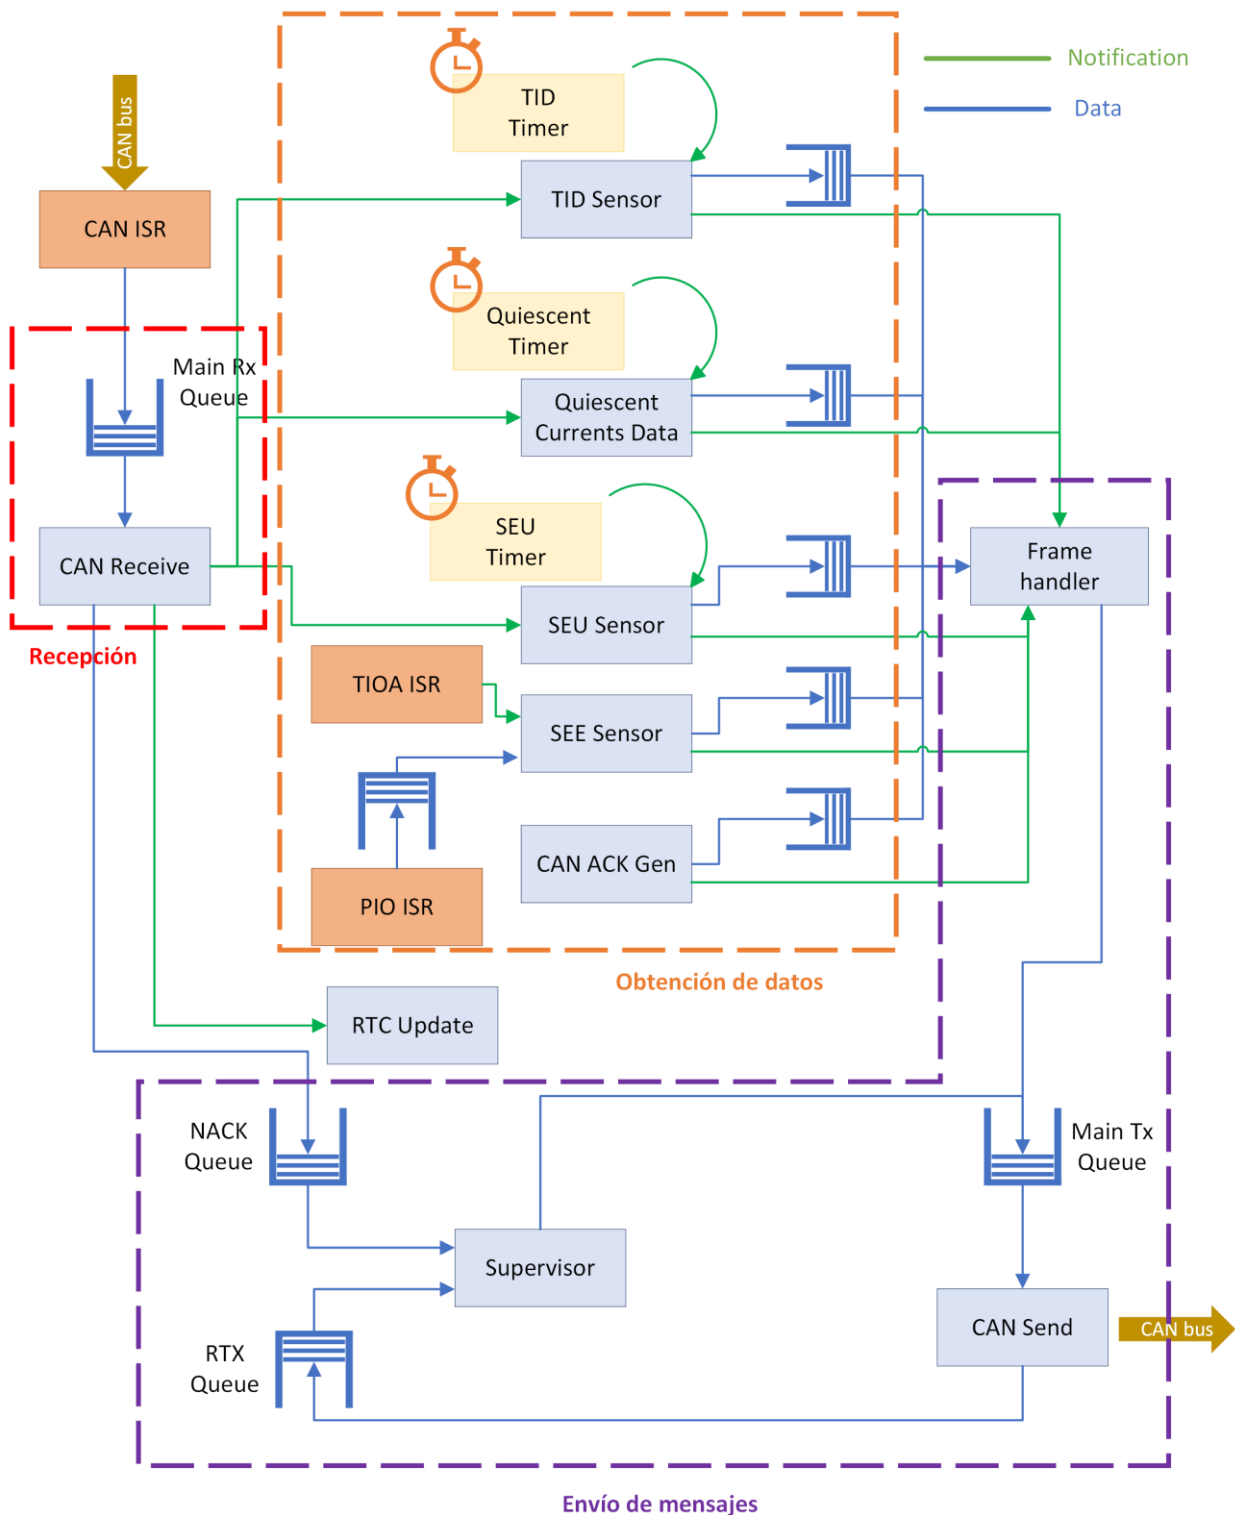 TID
Timer
Notification
Data
CAN bus
TID Sensor
CAN ISR
Quiescent
Timer
Main Rx
Queue
Quiescent
Currents Data
SEU
Timer
CAN Receive
Frame
handler
SEU Sensor
Recepción
TIOA ISR
SEE Sensor
CAN ACK Gen
PIO ISR
Obtención de datos
RTC Update
NACK
Queue
Main Tx
Queue
Supervisor
CAN Send
CAN bus
RTX
Queue
Envío de mensajes